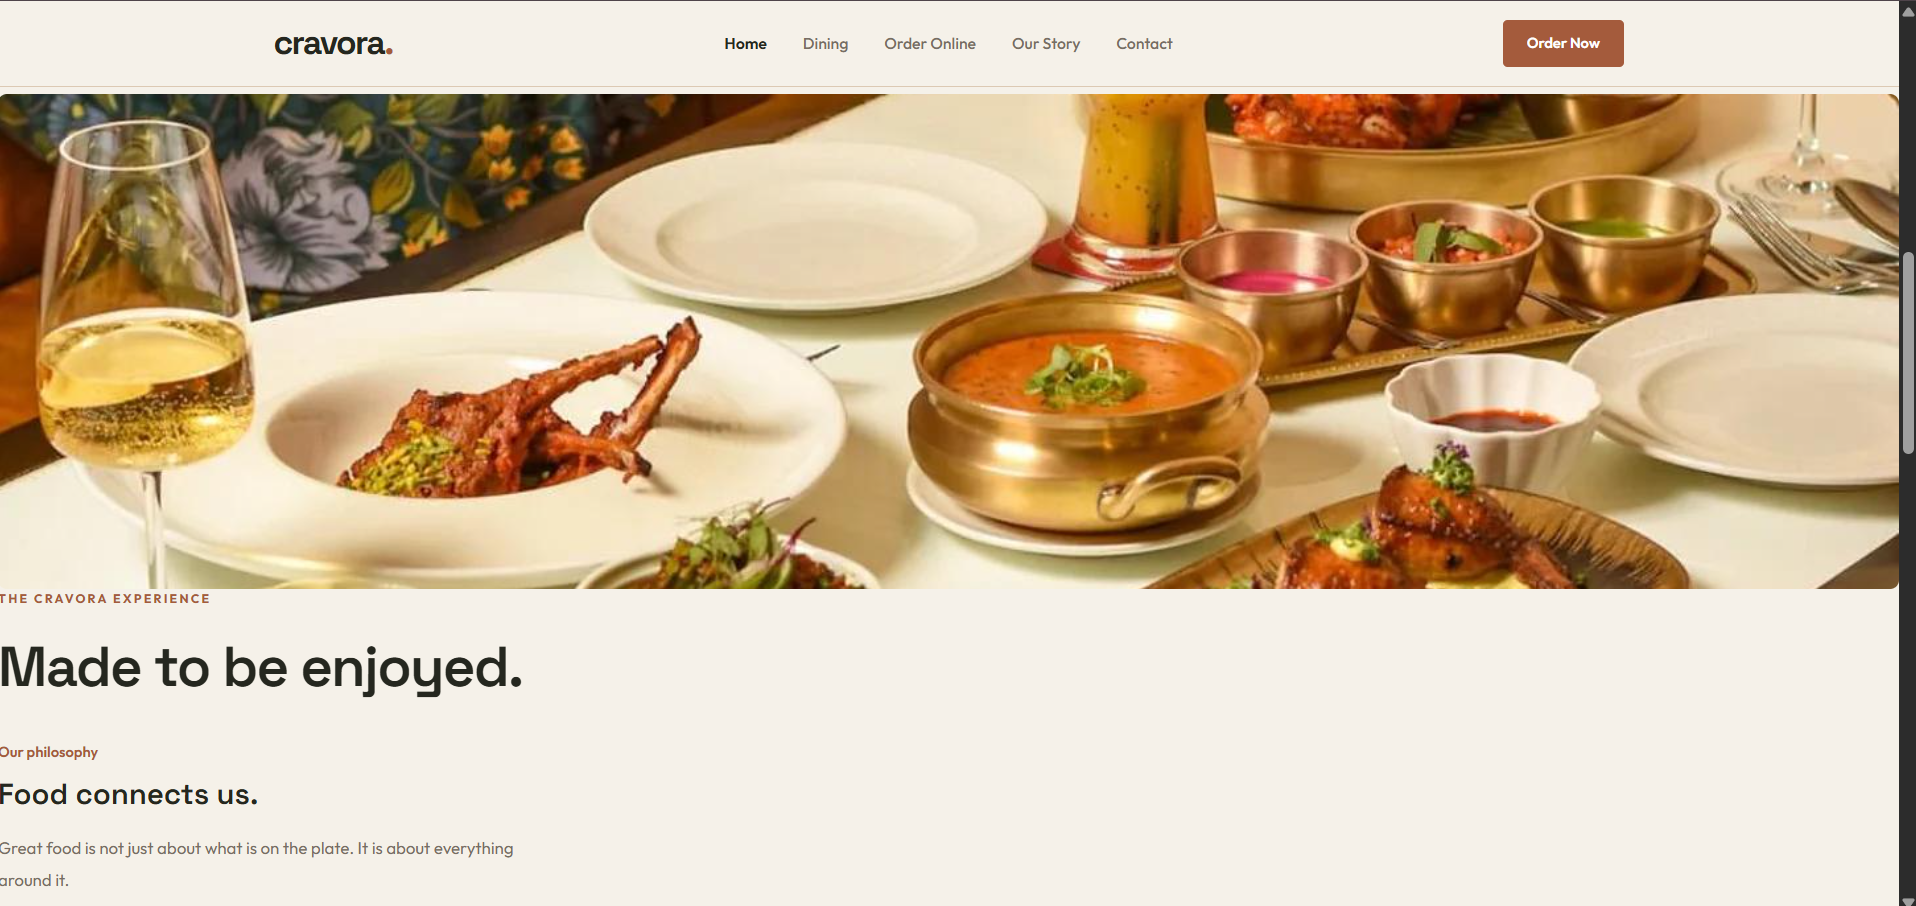 cravora.
Home
Dining
Order Online
Our Story
Contact
Order Now
THE CRAVORA EXPERIENCE
Made to be enjoyed.
Our philosophy
Food connects us.
Great food is not just about what is on the plate. It is about everything
around it.